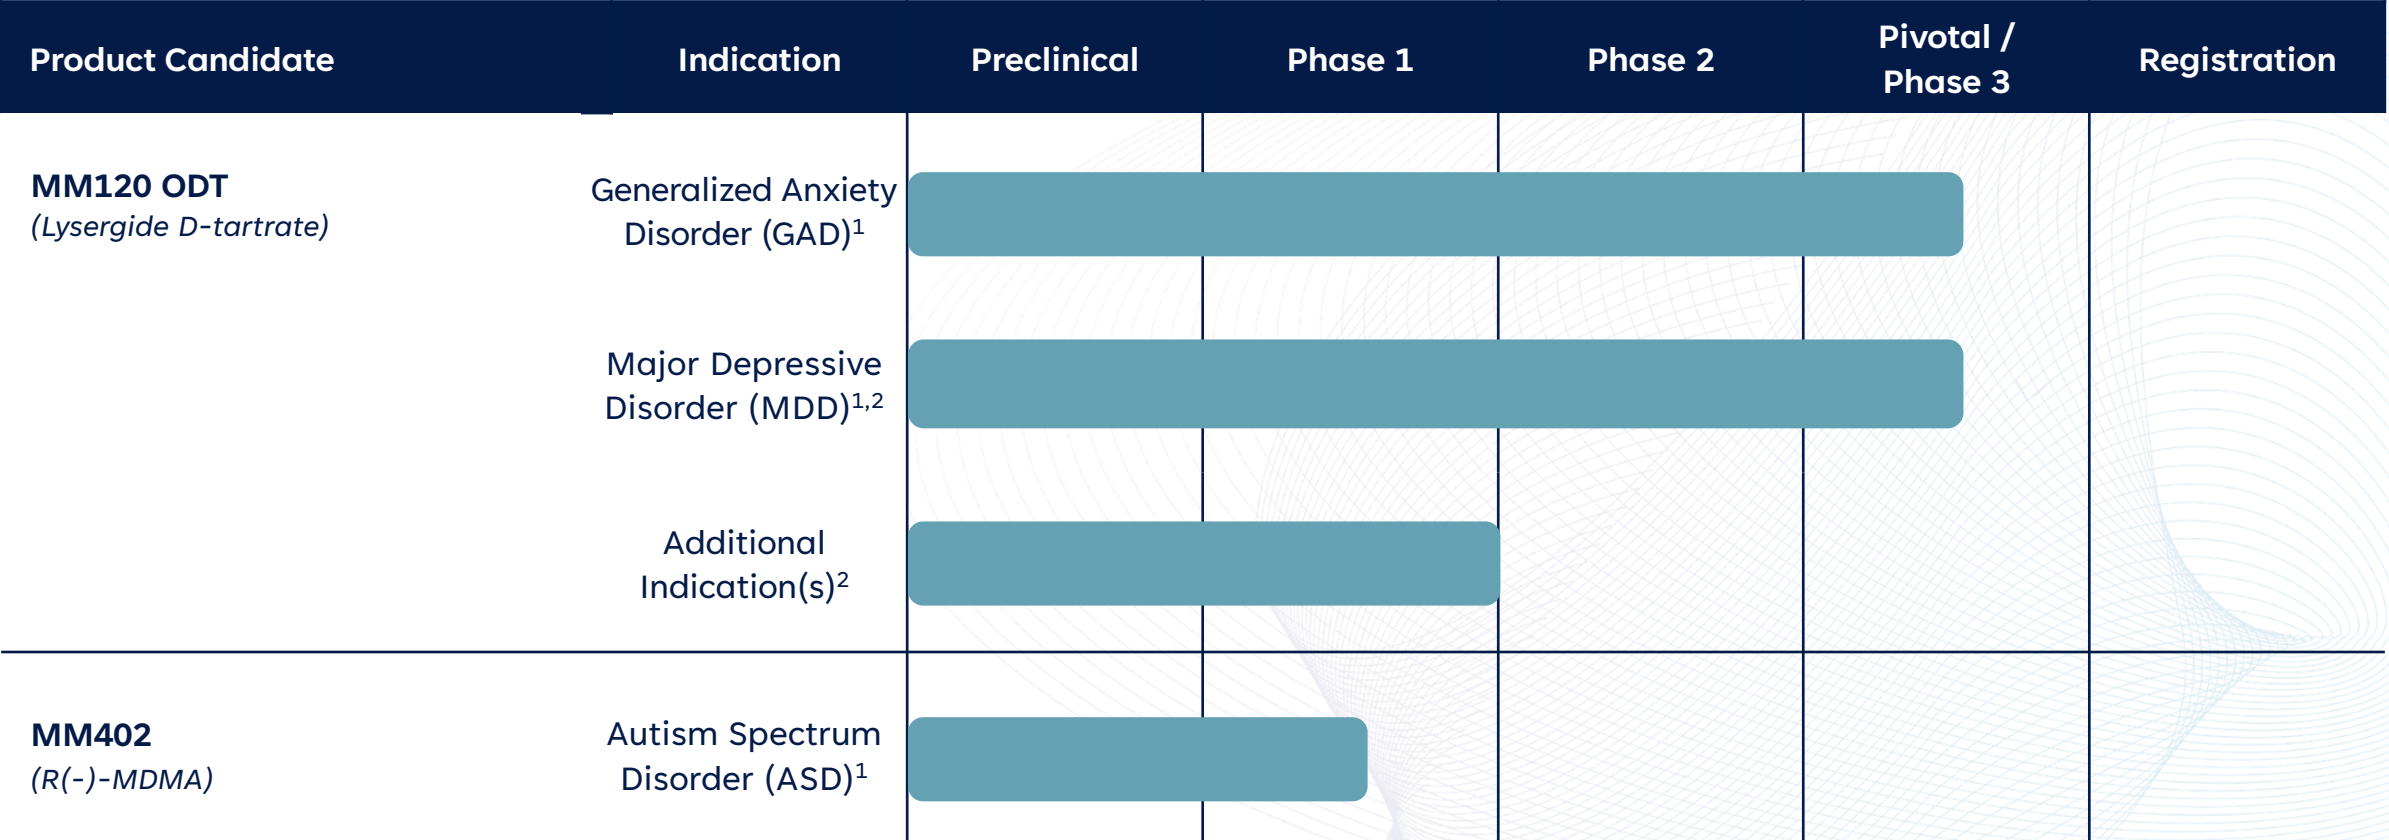 Product Candidate
Indication
Preclinical
Phase 1
Phase 2
Pivotal /
Phase 3
Registration
MM120 ODT
(Lysergide D-tartrate)
Generalized Anxiety
Disorder (GAD)¹
Major Depressive
Disorder (MDD)¹,²
Additional
Indication(s)²
MM402
(R(-)-MDMA)
Autism Spectrum
Disorder (ASD)¹